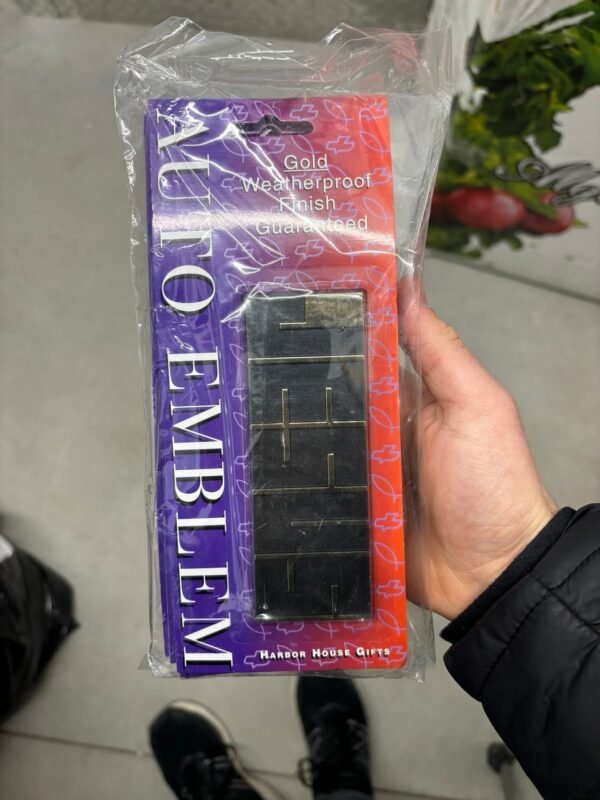 AUTO EMBLEM
Gold
Weatherproof
Finish
Guaranteed
HARBOR HOUSE GIFTS